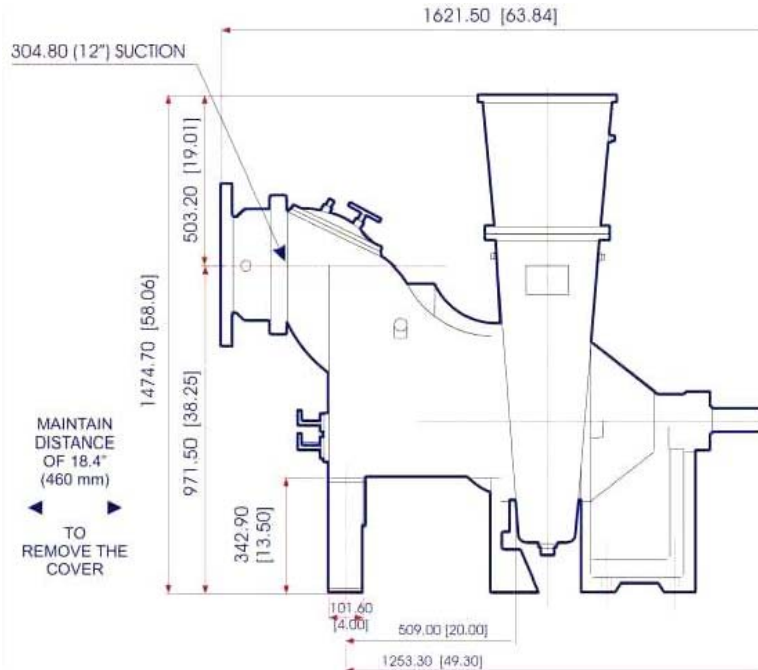 1621.50 [63.84]
304.80 (12") SUCTION
503.20 [19.01]
1474.70 [58.06]
971.50 [38.25]
MAINTAIN
DISTANCE
OF 18.4"
(460 mm)
TO
REMOVE THE
COVER
342.90
[13.50]
101.60
[4.00]
509.00 [20.00]
1253.30 [49.30]